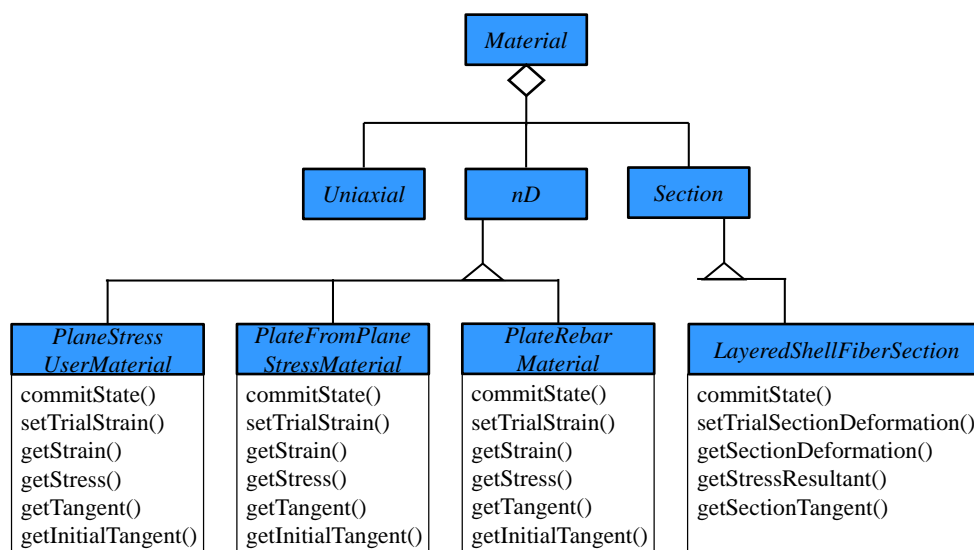 Material
Uniaxial
nD
Section
PlaneStress
UserMaterial
commitState()
setTrialStrain()
getStrain()
getStress()
getTangent()
getInitialTangent()
PlateFromPlane
StressMaterial
commitState()
setTrialStrain()
getStrain()
getStress()
getTangent()
getInitialTangent()
PlateRebar
Material
commitState()
setTrialStrain()
getStrain()
getStress()
getTangent()
getInitialTangent()
LayeredShellFiberSection
commitState()
setTrialSectionDeformation()
getSectionDeformation()
getStressResultant()
getSectionTangent()